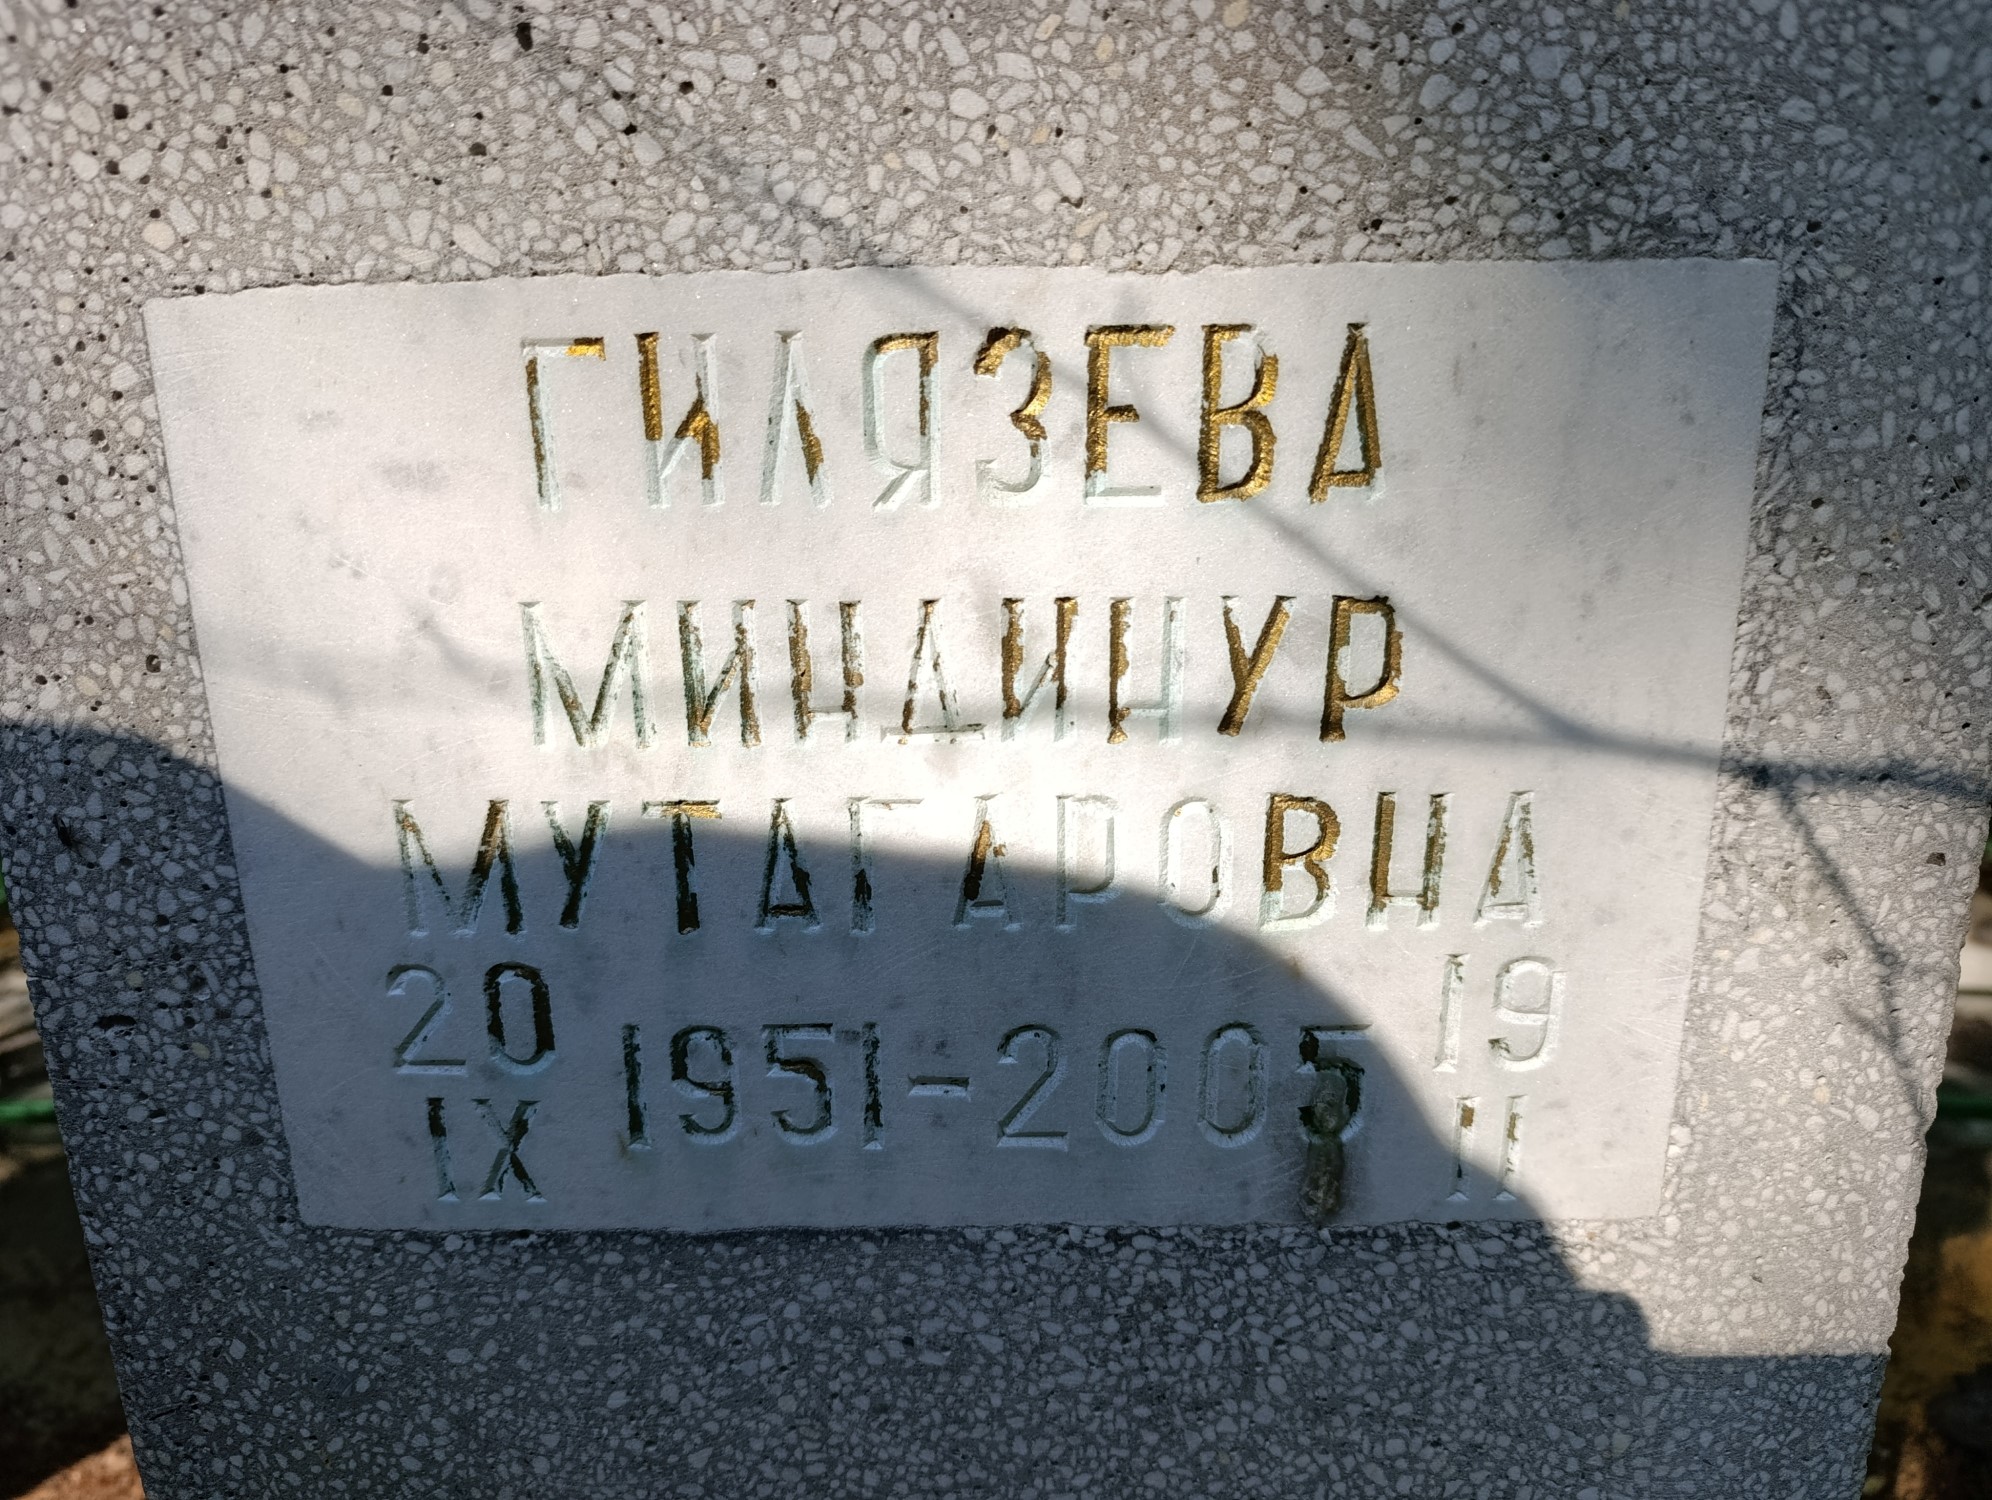 ГИЛЯЗЕВА
МИНДИНУР
МУТАГАРОВНА
20 IX 1951-2005 19 II